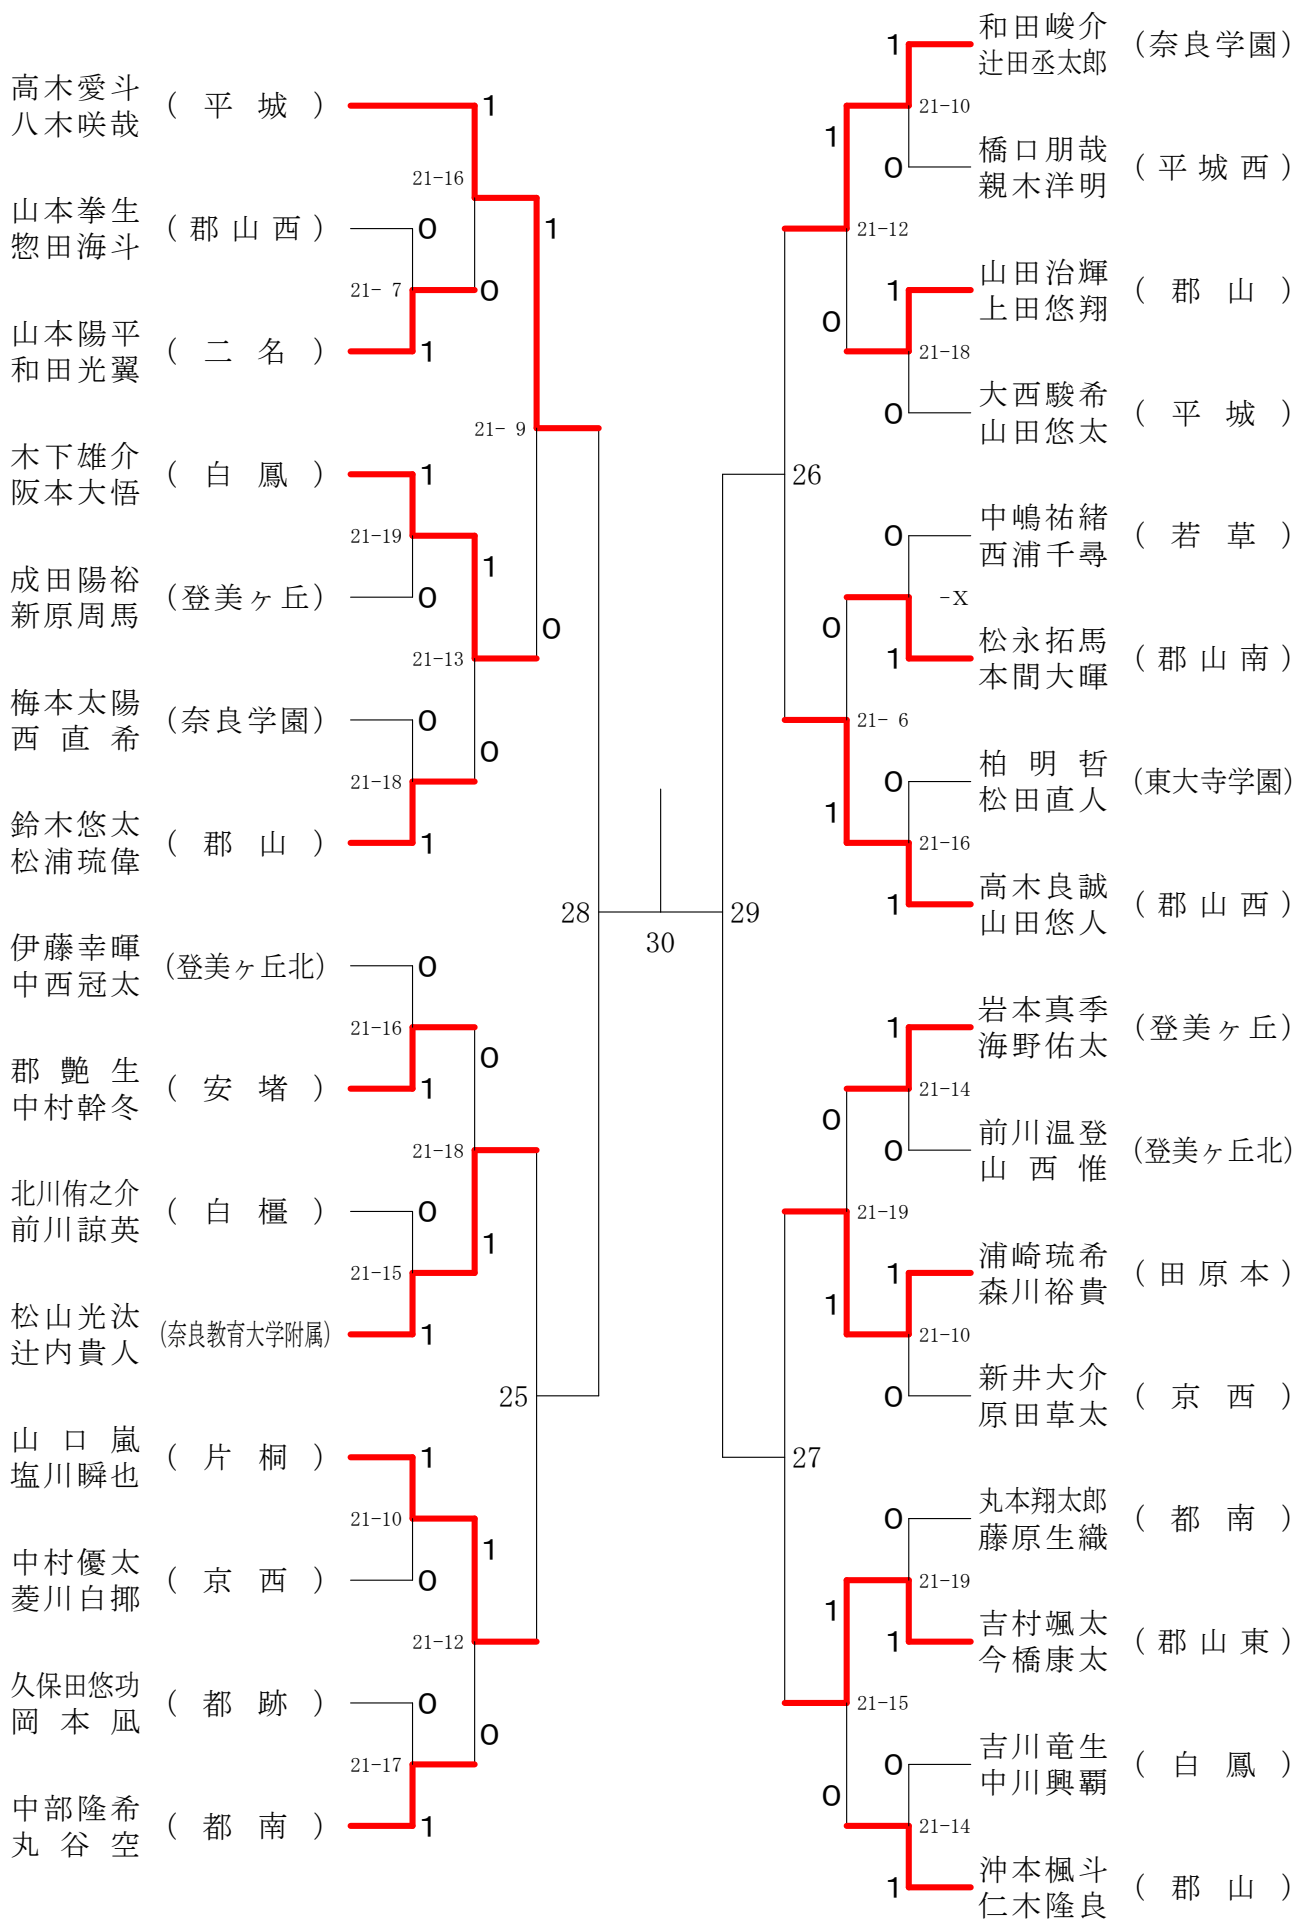 高木愛斗
八木咲哉
( 平 城 )
1
21-16
山本拳生
惣田海斗
( 郡 山 西 )
0
1
21- 7
0
山本陽平
和田光翼
( 二 名 )
1
21- 9
木下雄介
阪本大悟
( 白 鳳 )
1
21-19
1
成田陽裕
新原周馬
(登美ヶ丘)
0
0
21-13
梅本太陽
西 直 希
(奈良学園)
0
0
21-18
鈴木悠太
松浦琉偉
( 郡 山 )
1
28
伊藤幸暉
中西冠太
(登美ヶ丘北)
0
21-16
0
郡 艶 生
中村幹冬
( 安 堵 )
1
21-18
北川侑之介
前川諒英
( 白 橿 )
0
1
21-15
松山光汰
辻内貴人
(奈良教育大学附属)
1
25
山 口 嵐
塩川瞬也
( 片 桐 )
1
21-10
1
中村優太
菱川白揶
( 京 西 )
0
21-12
久保田悠功
岡 本 凪
( 都 跡 )
0
0
21-17
中部隆希
丸 谷 空
( 都 南 )
1
30
1
和田峻介
辻田丞太郎
(奈良学園)
21-10
1
0
橋口朋哉
親木洋明
( 平 城 西 )
21-12
1
山田治輝
上田悠翔
( 郡 山 )
0
21-18
0
大西駿希
山田悠太
( 平 城 )
26
0
中嶋祐緒
西浦千尋
( 若 草 )
-X
0
1
松永拓馬
本間大暉
( 郡 山 南 )
21- 6
0
柏 明 哲
松田直人
(東大寺学園)
1
21-16
1
高木良誠
山田悠人
( 郡 山 西 )
29
1
岩本真季
海野佑太
(登美ヶ丘)
21-14
0
0
前川温登
山 西 惟
(登美ヶ丘北)
21-19
1
浦崎琉希
森川裕貴
( 田 原 本 )
1
21-10
0
新井大介
原田草太
( 京 西 )
27
0
丸本翔太郎
藤原生織
( 都 南 )
21-19
1
1
吉村颯太
今橋康太
( 郡 山 東 )
21-15
0
吉川竜生
中川興覇
( 白 鳳 )
0
21-14
1
沖本楓斗
仁木隆良
( 郡 山 )